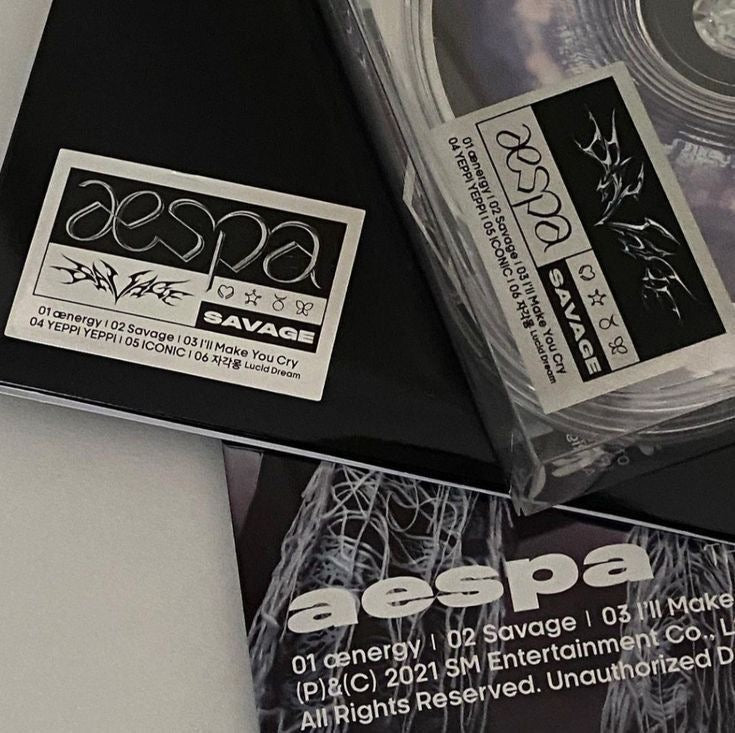 aespa
SAVAGE
SAVAGE
01 ænergy | 02 Savage | 03 I'll Make You Cry
04 YEPPI YEPPI | 05 ICONIC | 06 자각몽 Lucid Dream
SAVAGE
aespa
SAVAGE
01 ænergy | 02 Savage | 03 I'll Make You Cry
04 YEPPI YEPPI | 05 ICONIC | 06 자각몽 Lucid Dream
aespa
01 ænergy | 02 Savage | 03 I'll Make
(P)&(C) 2021 SM Entertainment Co., L
All Rights Reserved. Unauthorized D